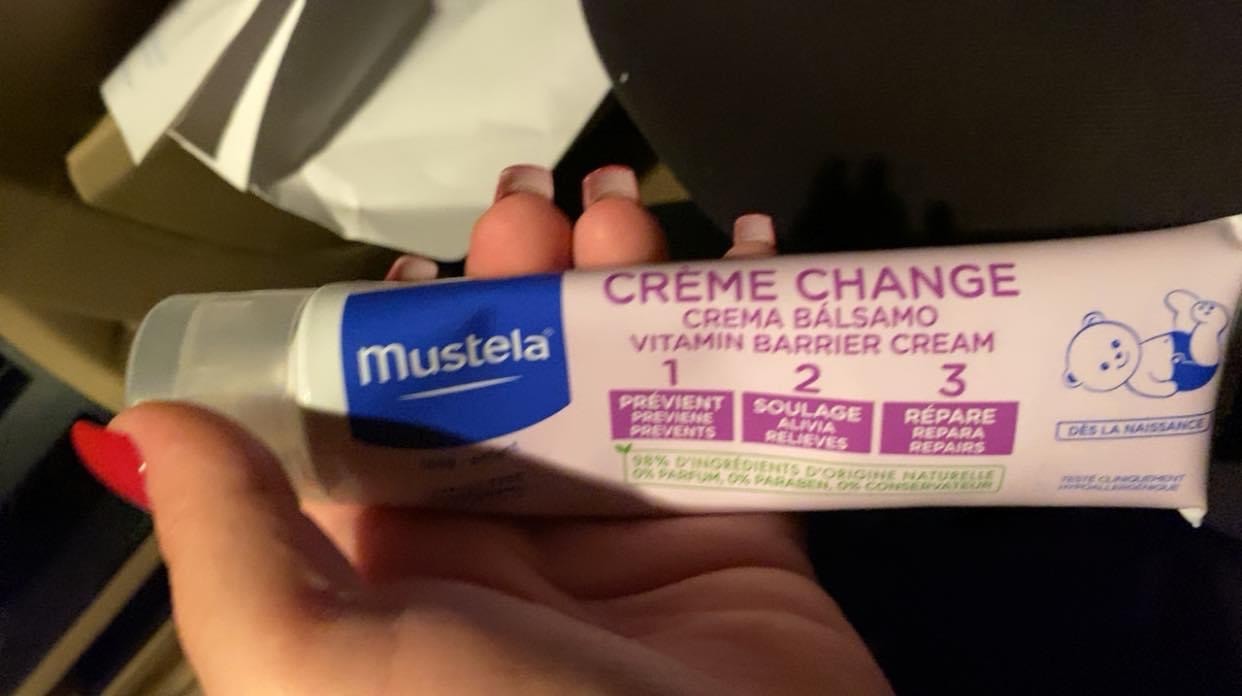 mustela®
CRÈME CHANGE
CREMA BÁLSAMO
VITAMIN BARRIER CREAM
1
PRÉVIENT
PREVIENE
PREVENTS
2
SOULAGE
ALIVIA
RELIEVES
3
RÉPARE
REPARA
REPAIRS
98% D'INGRÉDIENTS D'ORIGINE NATURELLE
0% PARFUM, 0% PARABEN, 0% CONSERVATEUR
DÈS LA NAISSANCE
TESTÉ CLINIQUEMENT
HYPOALLERGÉNIQUE